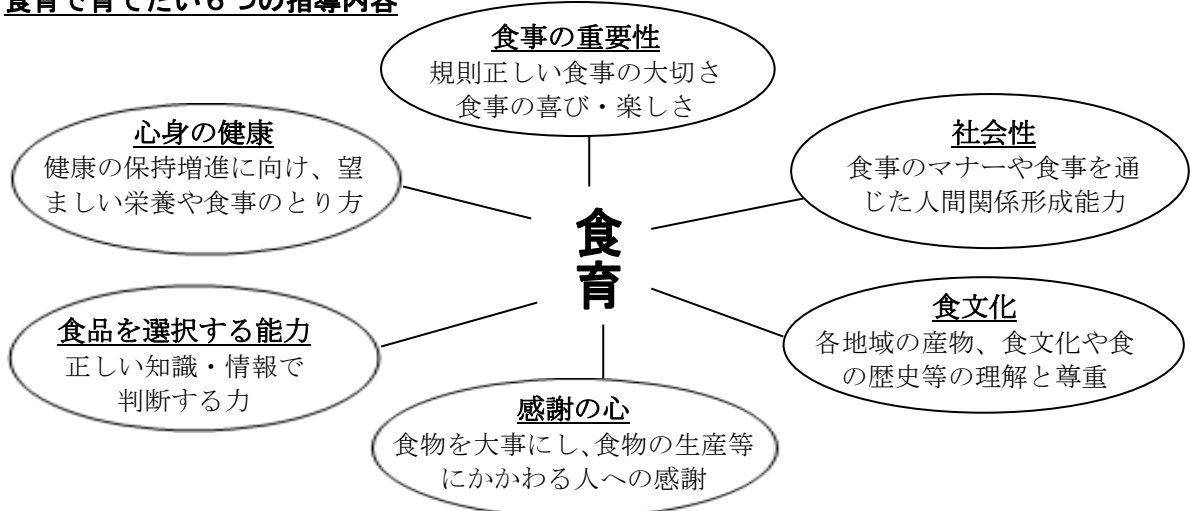 食育で育てたい6つの指導内容
食事の重要性
規則正しい食事の大切さ
食事の喜び・楽しさ
心身の健康
健康の保持増進に向け、望
ましい栄養や食事のとり方
社会性
食事のマナーや食事を通
じた人間関係形成能力
食育
食品を選択する能力
正しい知識・情報で
判断する力
食文化
各地域の産物、食文化や食
の歴史等の理解と尊重
感謝の心
食物を大事にし、食物の生産等
にかかわる人への感謝